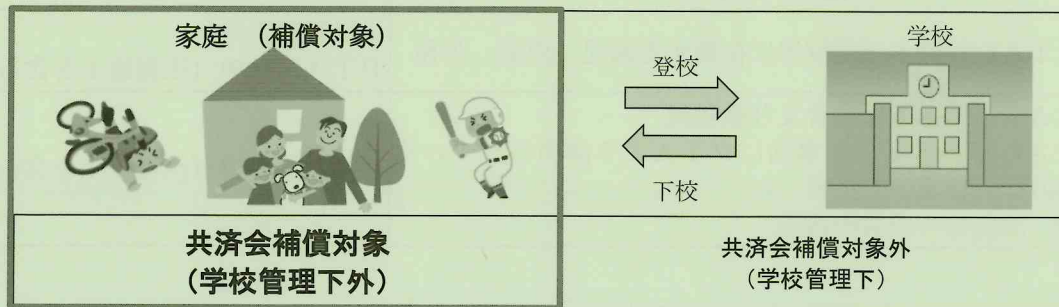 家庭 （補償対象）
学校
登校
下校
共済会補償対象
（学校管理下外）
共済会補償対象外
（学校管理下）